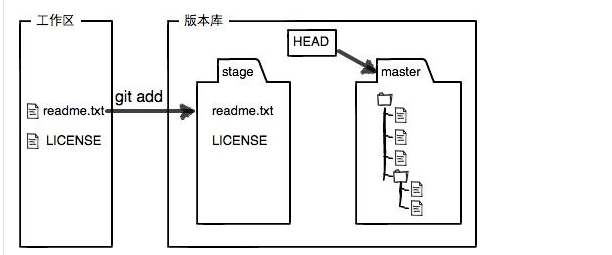 工作区
版本库
HEAD
stage
master
git add
readme.txt
readme.txt
LICENSE
LICENSE